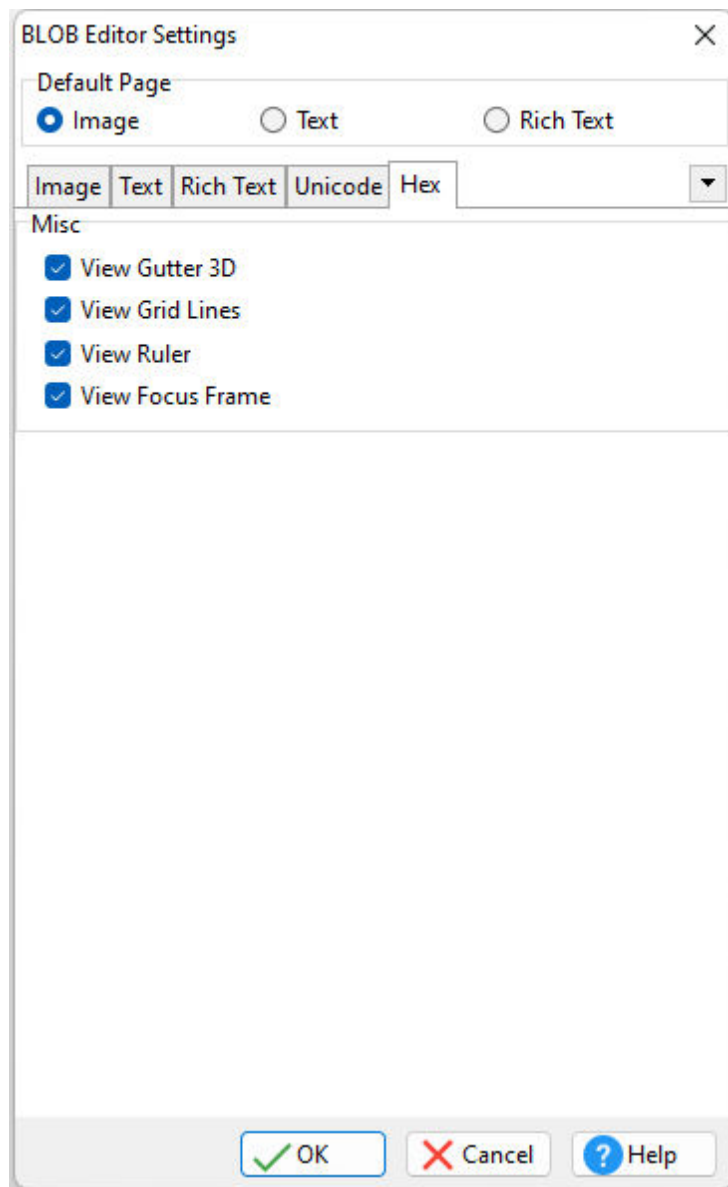 BLOB Editor Settings
Default Page
Image Text Rich Text
Image Text Rich Text Unicode Hex
Misc
View Gutter 3D
View Grid Lines
View Ruler
View Focus Frame
OK Cancel Help